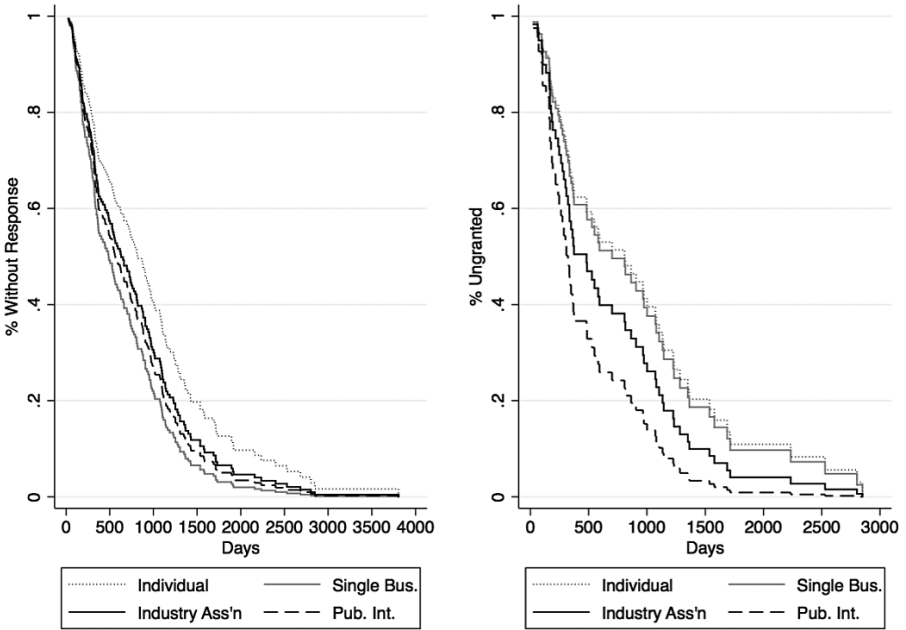 % Without Response
1
.8
.6
.4
.2
0
0 500 1000 1500 2000 2500 3000 3500 4000
Days
Individual Single Bus.
Industry Ass'n Pub. Int.
% Ungranted
1
.8
.6
.4
.2
0
0 500 1000 1500 2000 2500 3000
Days
Individual Single Bus.
Industry Ass'n Pub. Int.